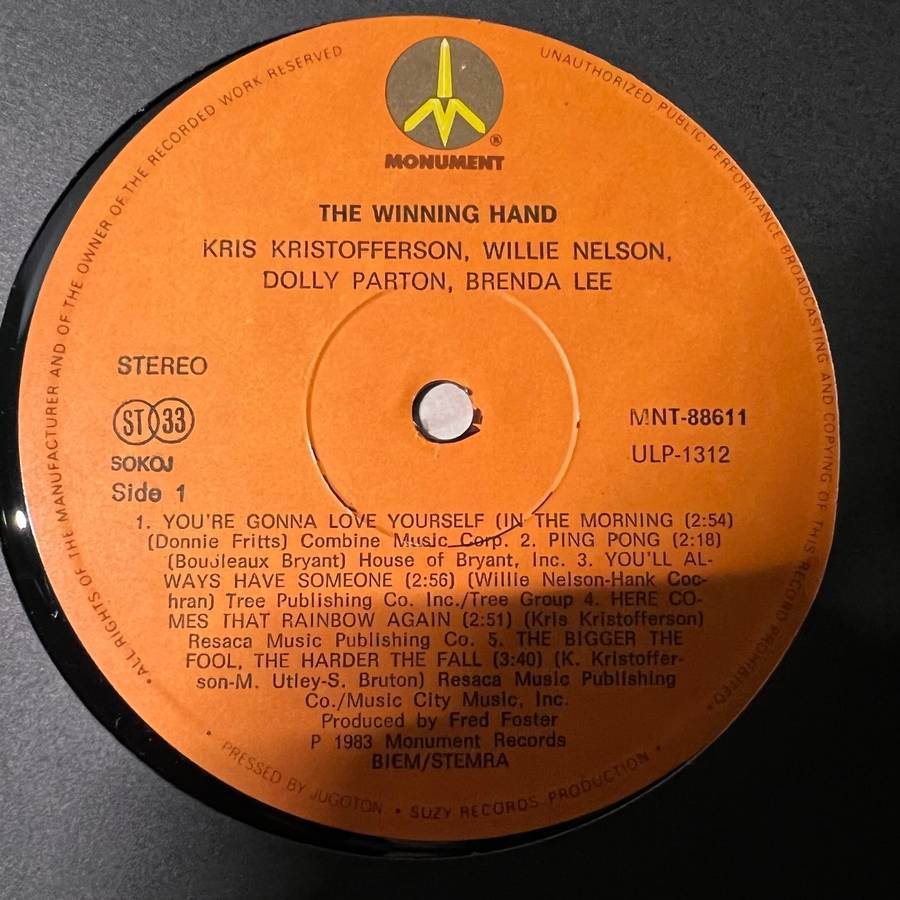 ALL RIGHTS OF THE MANUFACTURER AND OF THE OWNER OF THE RECORDED WORK RESERVED
UNAUTHORIZED PUBLIC PERFORMANCE BROADCASTING AND COPYING OF THIS RECORD PROHIBITED
®
MONUMENT
THE WINNING HAND
KRIS KRISTOFFERSON, WILLIE NELSON,
DOLLY PARTON, BRENDA LEE
STEREO
ST 33
SOKOJ
Side 1
MNT-88611
ULP-1312
1. YOU'RE GONNA LOVE YOURSELF (IN THE MORNING (2:54)
(Donnie Fritts) Combine Music Corp. 2. PING PONG (2:18)
(Boudleaux Bryant) House of Bryant, Inc. 3. YOU'LL AL-
WAYS HAVE SOMEONE (2:56) (Willie Nelson-Hank Coc-
hran) Tree Publishing Co. Inc./Tree Group 4. HERE CO-
MES THAT RAINBOW AGAIN (2:51) (Kris Kristofferson)
Resaca Music Publishing Co. 5. THE BIGGER THE
FOOL, THE HARDER THE FALL (3:40) (K. Kristoffer-
son-M. Utley-S. Bruton) Resaca Music Publishing
Co./Music City Music, Inc.
Produced by Fred Foster
P 1983 Monument Records
BIEM/STEMRA
• PRESSED BY JUGOTON • SUZY RECORDS PRODUCTION •